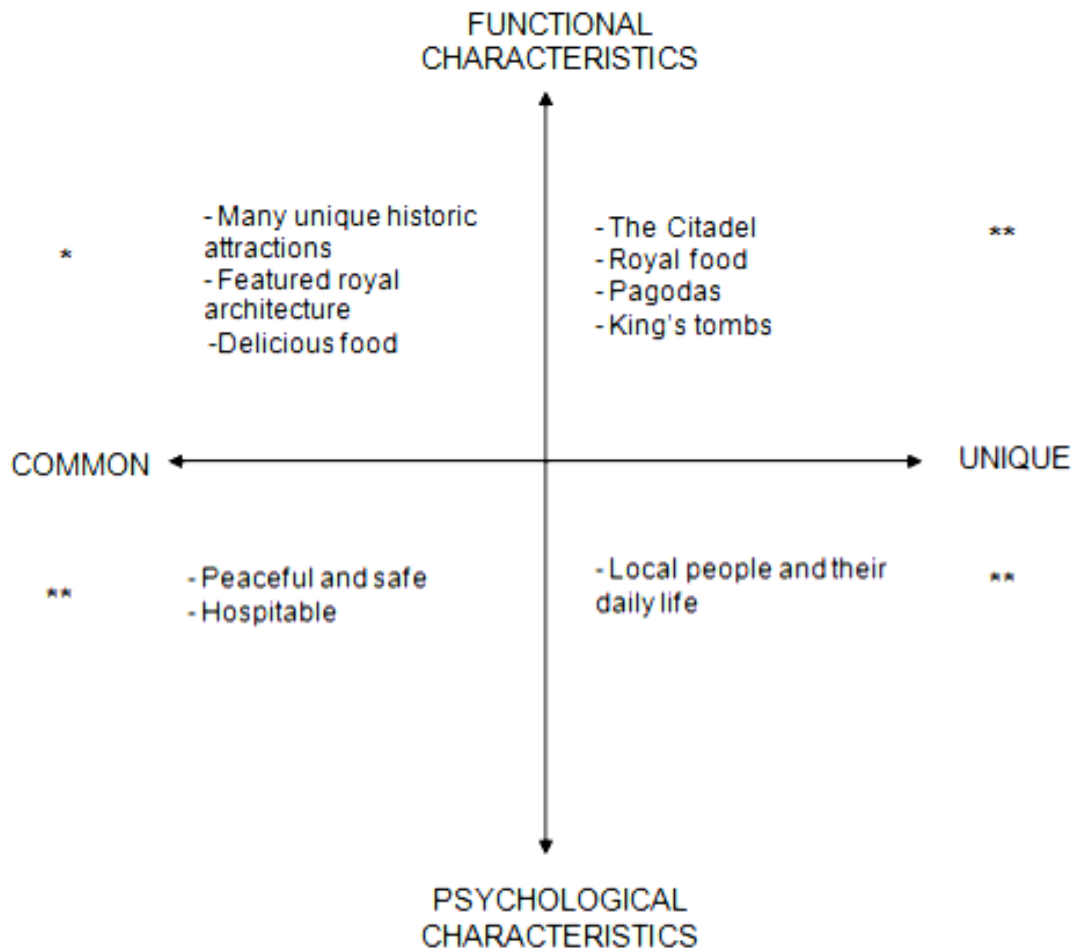 FUNCTIONAL
CHARACTERISTICS
- Many unique historic
attractions
- Featured royal
architecture
-Delicious food
*
- The Citadel
- Royal food
- Pagodas
- King's tombs
**
COMMON
UNIQUE
**
- Peaceful and safe
- Hospitable
- Local people and their
daily life
**
PSYCHOLOGICAL
CHARACTERISTICS